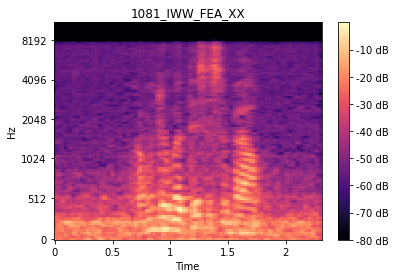 1081_IWW_FEA_XX
8192
4096
2048
1024
512
0
Hz
0
0.5
1
1.5
2
Time
-10 dB
-20 dB
-30 dB
-40 dB
-50 dB
-60 dB
-70 dB
-80 dB